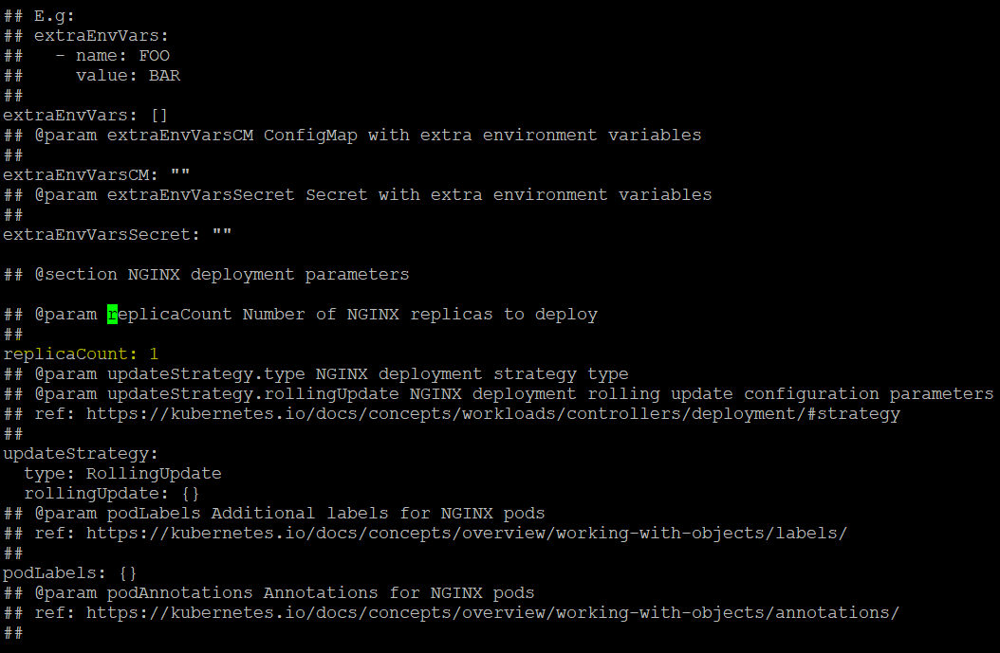 ## E.g:
## extraEnvVars:
##   - name: FOO
##     value: BAR
##
extraEnvVars: []
## @param extraEnvVarsCM ConfigMap with extra environment variables
##
extraEnvVarsCM: ""
## @param extraEnvVarsSecret Secret with extra environment variables
##
extraEnvVarsSecret: ""

## @section NGINX deployment parameters

## @param replicaCount Number of NGINX replicas to deploy
##
replicaCount: 1
## @param updateStrategy.type NGINX deployment strategy type
## @param updateStrategy.rollingUpdate NGINX deployment rolling update configuration parameters
## ref: https://kubernetes.io/docs/concepts/workloads/controllers/deployment/#strategy
##
updateStrategy:
  type: RollingUpdate
  rollingUpdate: {}
## @param podLabels Additional labels for NGINX pods
## ref: https://kubernetes.io/docs/concepts/overview/working-with-objects/labels/
##
podLabels: {}
## @param podAnnotations Annotations for NGINX pods
## ref: https://kubernetes.io/docs/concepts/overview/working-with-objects/annotations/
##